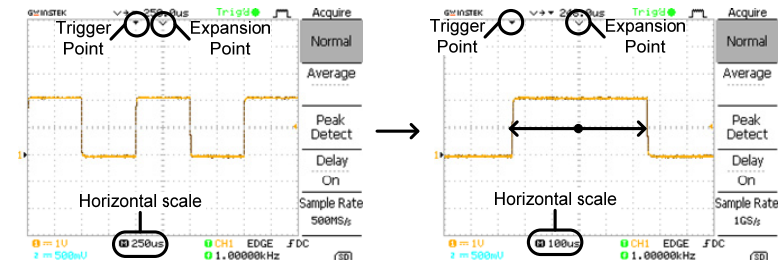 GWINSTEK Trig'd Acquire
Trigger Point
Expansion Point
Normal
Average
Peak Detect
Delay
On
Sample Rate
500MS/s
Horizontal scale
1
1V M 250us CH1 EDGE DC
2 500mV 1.00000kHz SD
GWINSTEK Trig'd Acquire
Trigger Point
Expansion Point
Normal
Average
Peak Detect
Delay
On
Sample Rate
1GS/s
Horizontal scale
1
1V M 100us CH1 EDGE DC
2 500mV 1.00000kHz SD